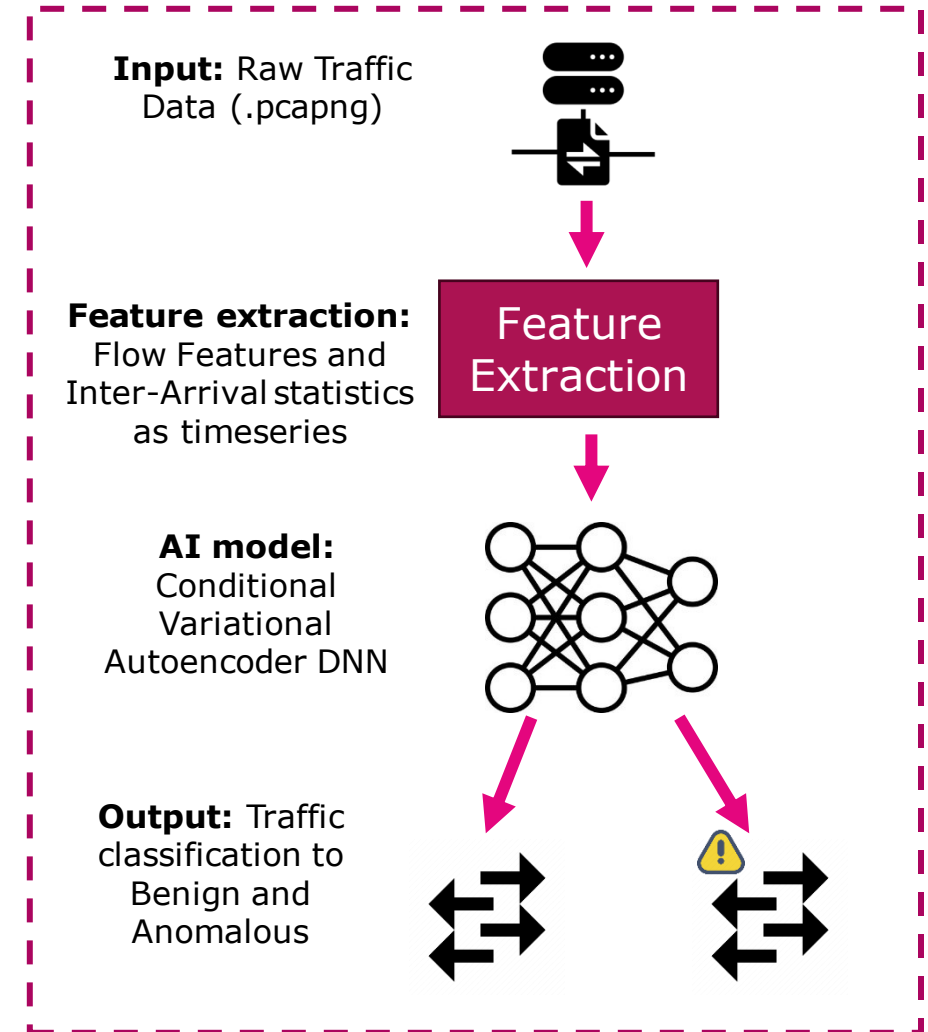 Input: Raw Traffic
Data (.pcapng)
Feature extraction:
Flow Features and
Inter-Arrival statistics
as timeseries
Feature
Extraction
AI model:
Conditional
Variational
Autoencoder DNN
Output: Traffic
classification to
Benign and
Anomalous